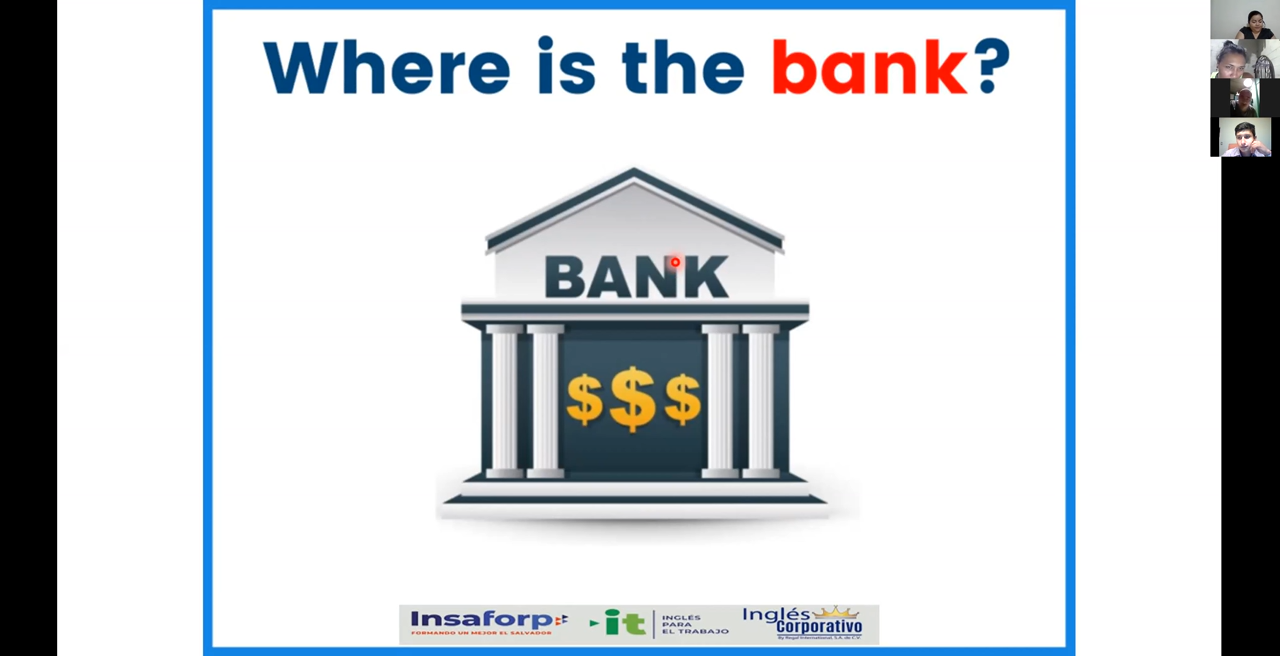 Where is the bank?
BANK
$$$
Insaforp
FORMANDO UN MEJOR EL SALVADOR
it
INGLÉS
PARA
EL TRABAJO
Inglés
Corporativo
By Regal International, S.A. de C.V.